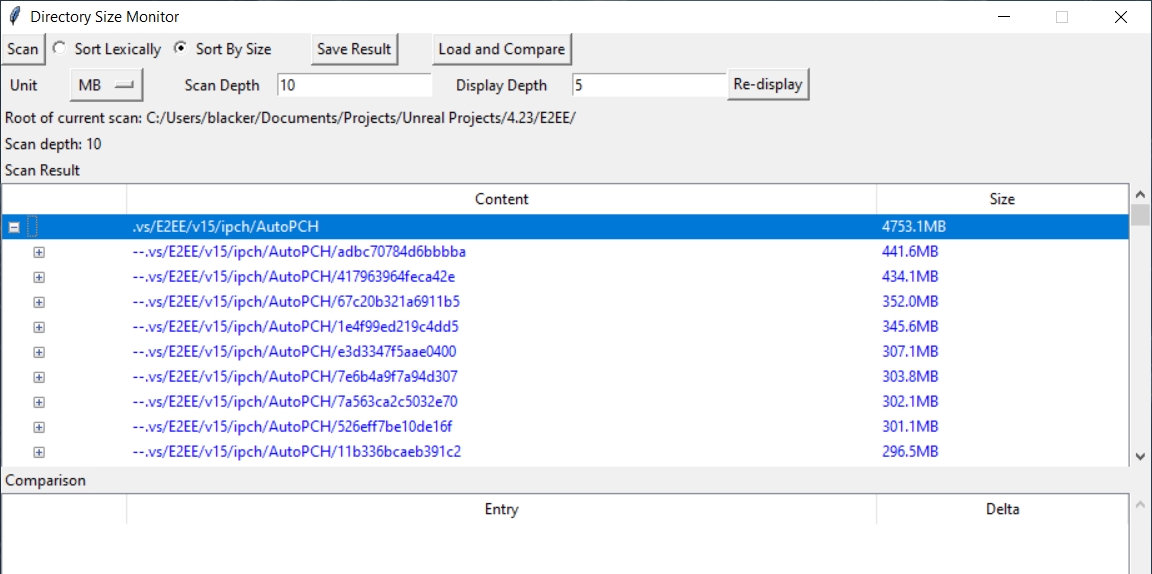 Directory Size Monitor
Scan Sort Lexically Sort By Size Save Result Load and Compare
Unit MB Scan Depth 10 Display Depth 5 Re-display
Root of current scan: C:/Users/blacker/Documents/Projects/Unreal Projects/4.23/E2EE/
Scan depth: 10
Scan Result
Content Size
.vs/E2EE/v15/ipch/AutoPCH 4753.1MB
--.vs/E2EE/v15/ipch/AutoPCH/adbc70784d6bbbba 441.6MB
--.vs/E2EE/v15/ipch/AutoPCH/417963964feca42e 434.1MB
--.vs/E2EE/v15/ipch/AutoPCH/67c20b321a6911b5 352.0MB
--.vs/E2EE/v15/ipch/AutoPCH/1e4f99ed219c4dd5 345.6MB
--.vs/E2EE/v15/ipch/AutoPCH/e3d3347f5aae0400 307.1MB
--.vs/E2EE/v15/ipch/AutoPCH/7e6b4a9f7a94d307 303.8MB
--.vs/E2EE/v15/ipch/AutoPCH/7a563ca2c5032e70 302.1MB
--.vs/E2EE/v15/ipch/AutoPCH/526eff7be10de16f 301.1MB
--.vs/E2EE/v15/ipch/AutoPCH/11b336bcaeb391c2 296.5MB
Comparison
Entry Delta